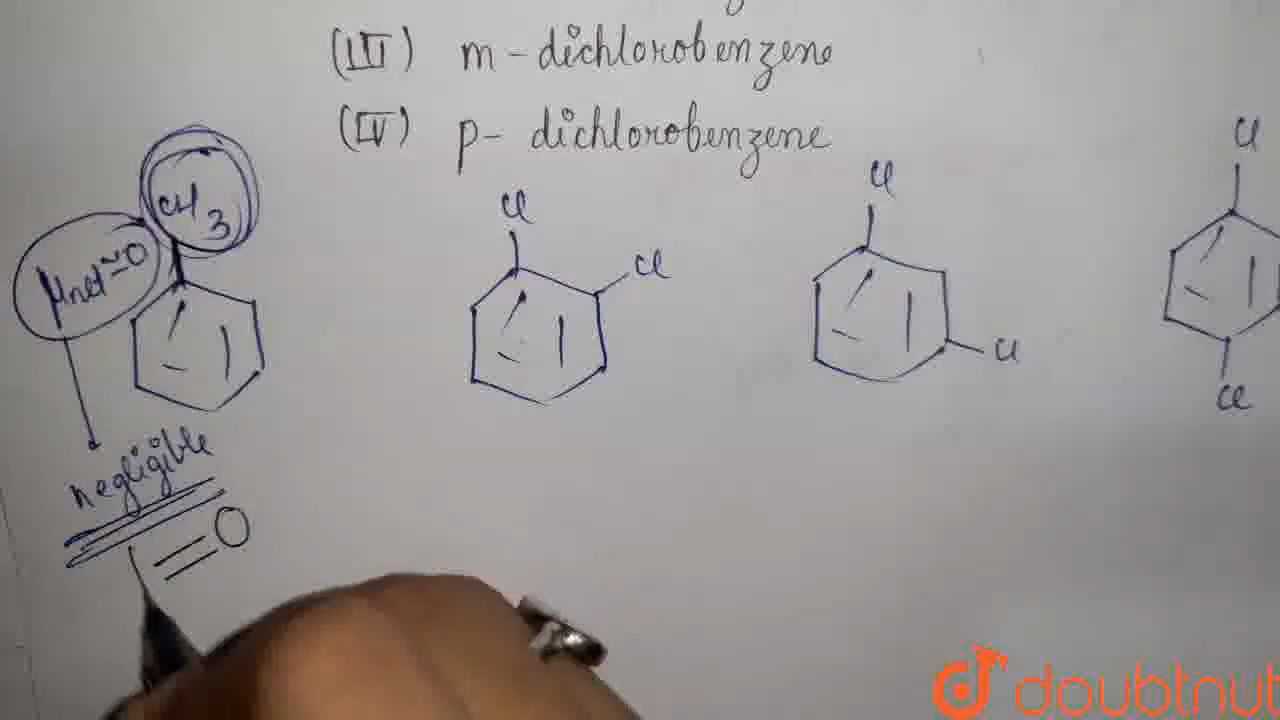 (III) m-dichlorobenzene
(IV) p-dichlorobenzene
CH3
μnet≃0
Cl
Cl
Cl
Cl
Cl
Cl
negligible
=0
doubtnut